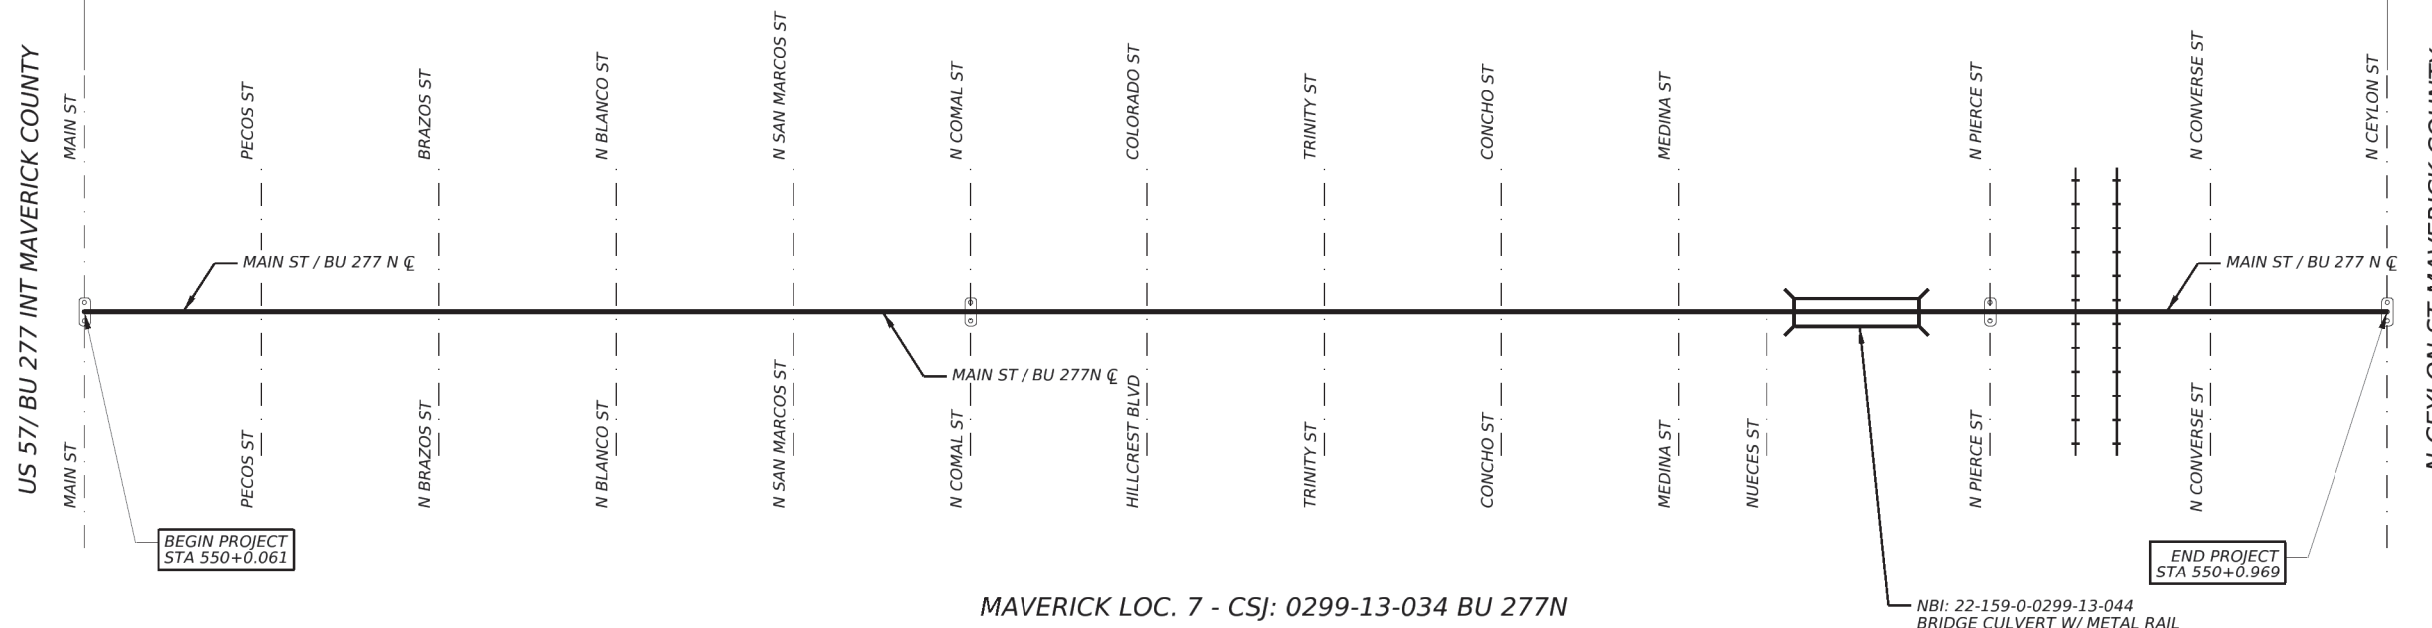 US 57/ BU 277 INT MAVERICK COUNTY
MAIN ST
PECOS ST
BRAZOS ST
N BLANCO ST
N SAN MARCOS ST
N COMAL ST
COLORADO ST
TRINITY ST
CONCHO ST
MEDINA ST
N PIERCE ST
N CONVERSE ST
N CEYLON ST
MAIN ST / BU 277 N ℄
MAIN ST / BU 277 N ℄
MAIN ST / BU 277N ℄
MAIN ST
PECOS ST
N BRAZOS ST
N BLANCO ST
N SAN MARCOS ST
N COMAL ST
HILLCREST BLVD
TRINITY ST
CONCHO ST
MEDINA ST
NUECES ST
N PIERCE ST
N CONVERSE ST
BEGIN PROJECT
STA 550+0.061
END PROJECT
STA 550+0.969
MAVERICK LOC. 7 - CSJ: 0299-13-034 BU 277N
NBI: 22-159-0-0299-13-044
BRIDGE CULVERT W/ METAL RAIL